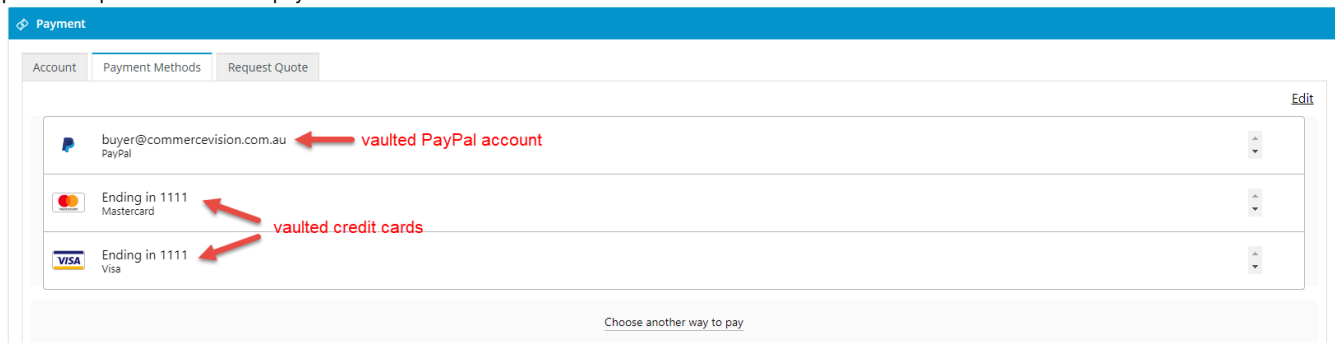 Payment
Account Payment Methods Request Quote
Edit
buyer@commercevision.com.au vaulted PayPal account
PayPal
Ending in 1111
Mastercard
vaulted credit cards
VISA Ending in 1111
Visa
Choose another way to pay